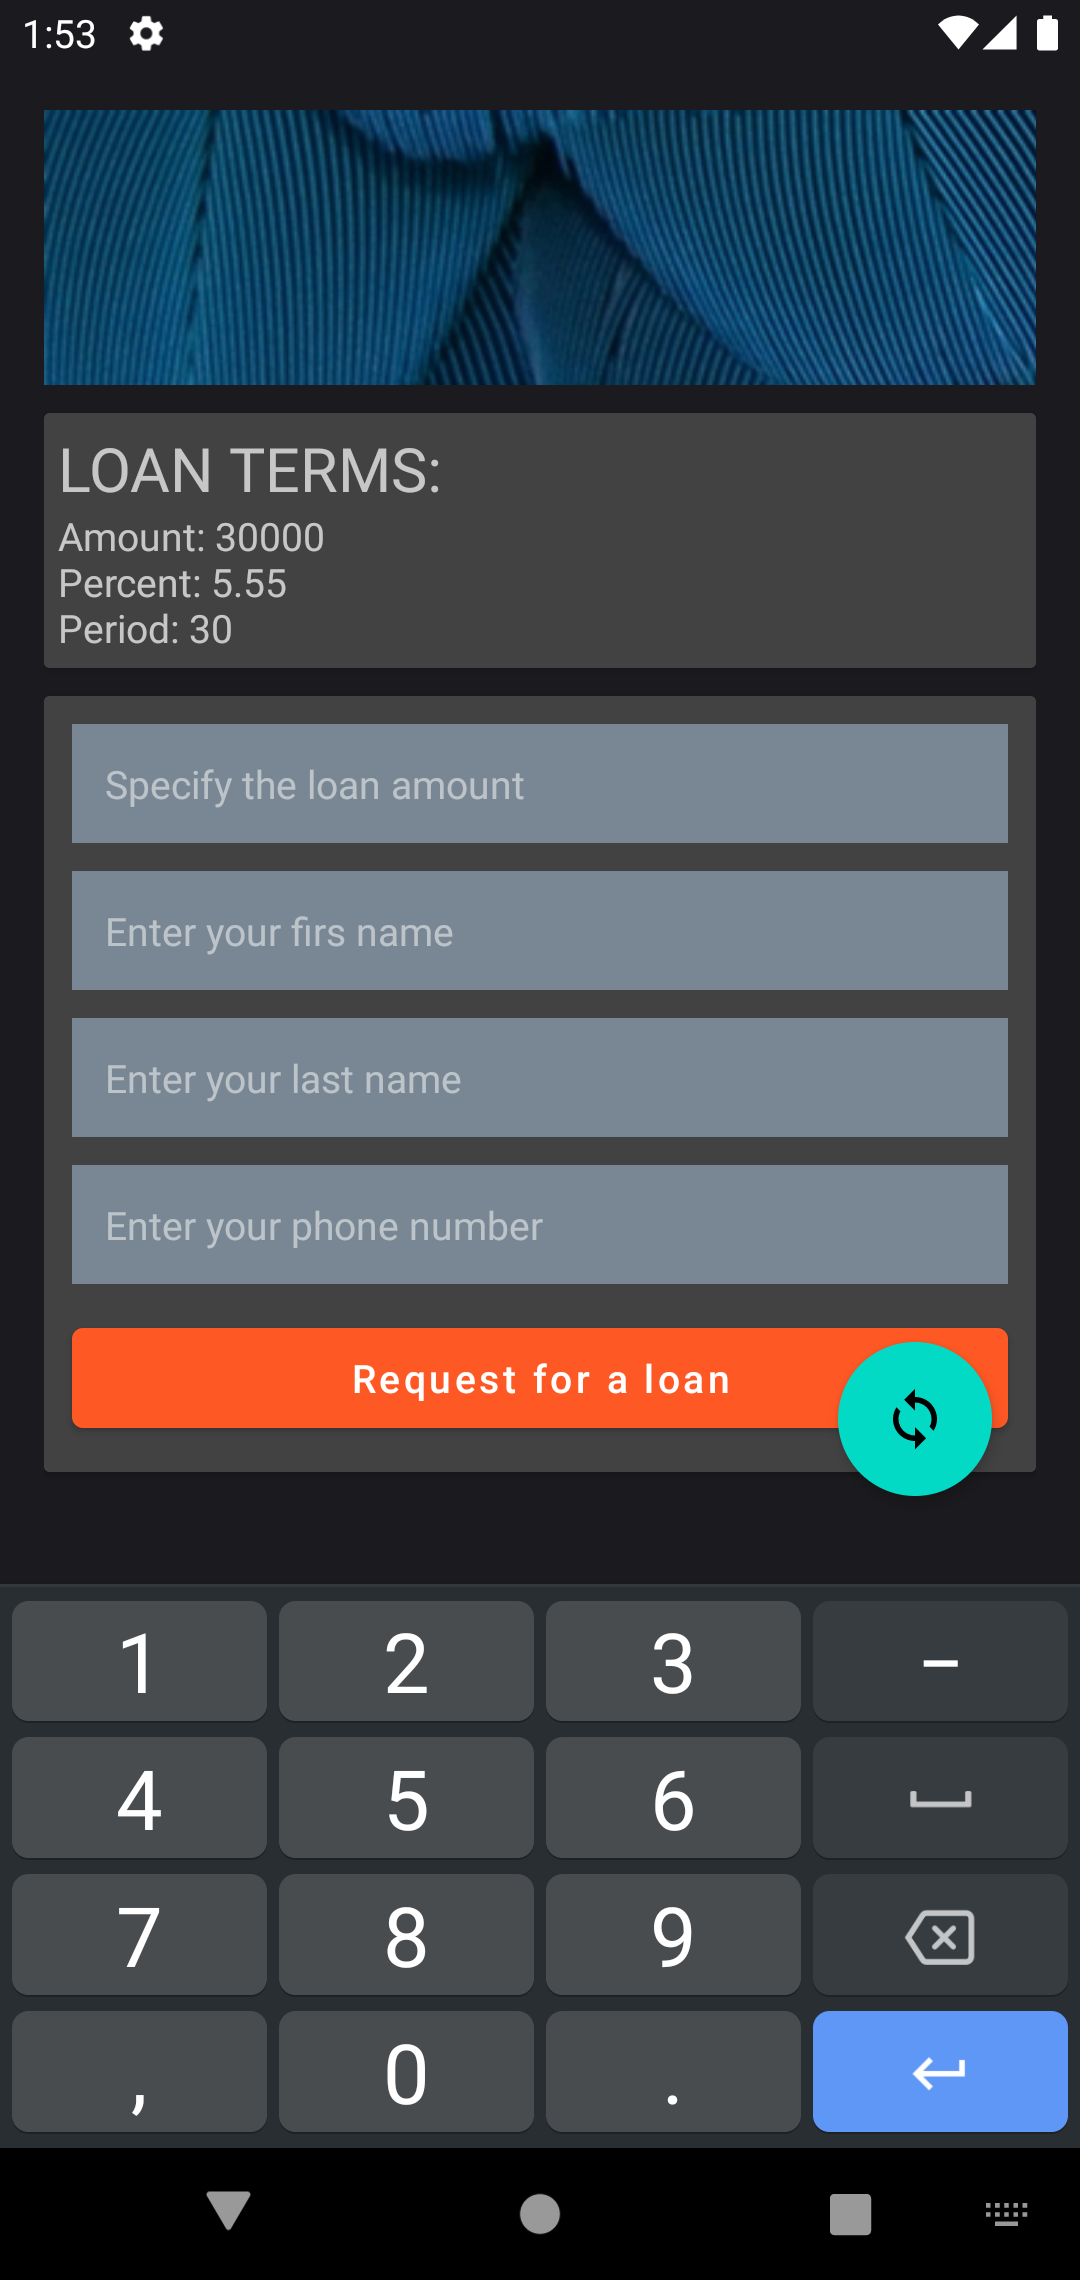 1:53
LOAN TERMS:
Amount: 30000
Percent: 5.55
Period: 30
Specify the loan amount
Enter your firs name
Enter your last name
Enter your phone number
Request for a loan
1 2 3 –
4 5 6
7 8 9
, 0 .